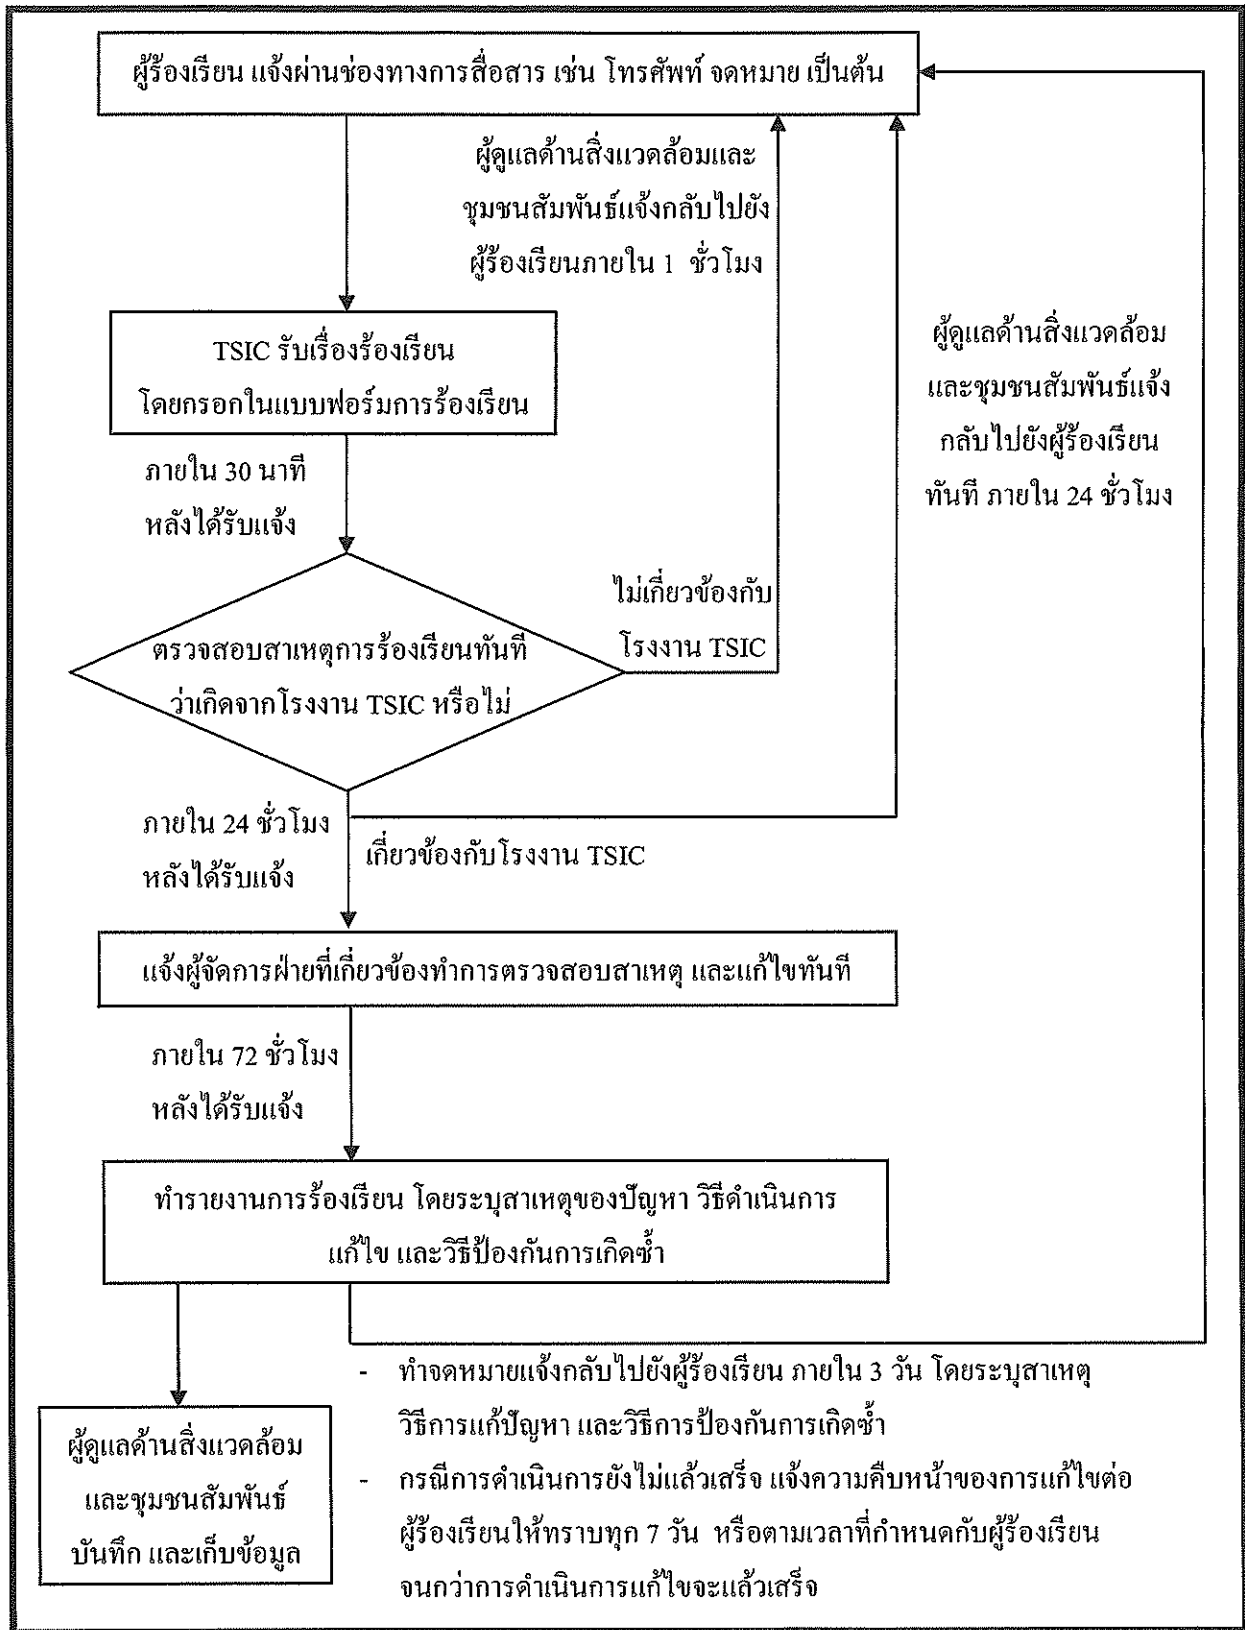 ผู้ร้องเรียน แจ้งผ่านช่องทางการสื่อสาร เช่น โทรศัพท์ จดหมาย เป็นต้น
ผู้ดูแลด้านสิ่งแวดล้อมและ
ชุมชนสัมพันธ์แจ้งกลับไปยัง
ผู้ร้องเรียนภายใน 1 ชั่วโมง
TSIC รับเรื่องร้องเรียน
โดยกรอกในแบบฟอร์มการร้องเรียน
ผู้ดูแลด้านสิ่งแวดล้อม
และชุมชนสัมพันธ์แจ้ง
กลับไปยังผู้ร้องเรียน
ทันที ภายใน 24 ชั่วโมง
ภายใน 30 นาที
หลังได้รับแจ้ง
ไม่เกี่ยวข้องกับ
โรงงาน TSIC
ตรวจสอบสาเหตุการร้องเรียนทันที
ว่าเกิดจากโรงงาน TSIC หรือไม่
ภายใน 24 ชั่วโมง
หลังได้รับแจ้ง
เกี่ยวข้องกับโรงงาน TSIC
แจ้งผู้จัดการฝ่ายที่เกี่ยวข้องทำการตรวจสอบสาเหตุ และแก้ไขทันที
ภายใน 72 ชั่วโมง
หลังได้รับแจ้ง
ทำรายงานการร้องเรียน โดยระบุสาเหตุของปัญหา วิธีดำเนินการ
แก้ไข และวิธีป้องกันการเกิดซ้ำ
- ทำจดหมายแจ้งกลับไปยังผู้ร้องเรียน ภายใน 3 วัน โดยระบุสาเหตุ
วิธีการแก้ปัญหา และวิธีการป้องกันการเกิดซ้ำ
- กรณีการดำเนินการยังไม่แล้วเสร็จ แจ้งความคืบหน้าของการแก้ไขต่อ
ผู้ร้องเรียนให้ทราบทุก 7 วัน หรือตามเวลาที่กำหนดกับผู้ร้องเรียน
จนกว่าการดำเนินการแก้ไขจะแล้วเสร็จ
ผู้ดูแลด้านสิ่งแวดล้อม
และชุมชนสัมพันธ์
บันทึก และเก็บข้อมูล